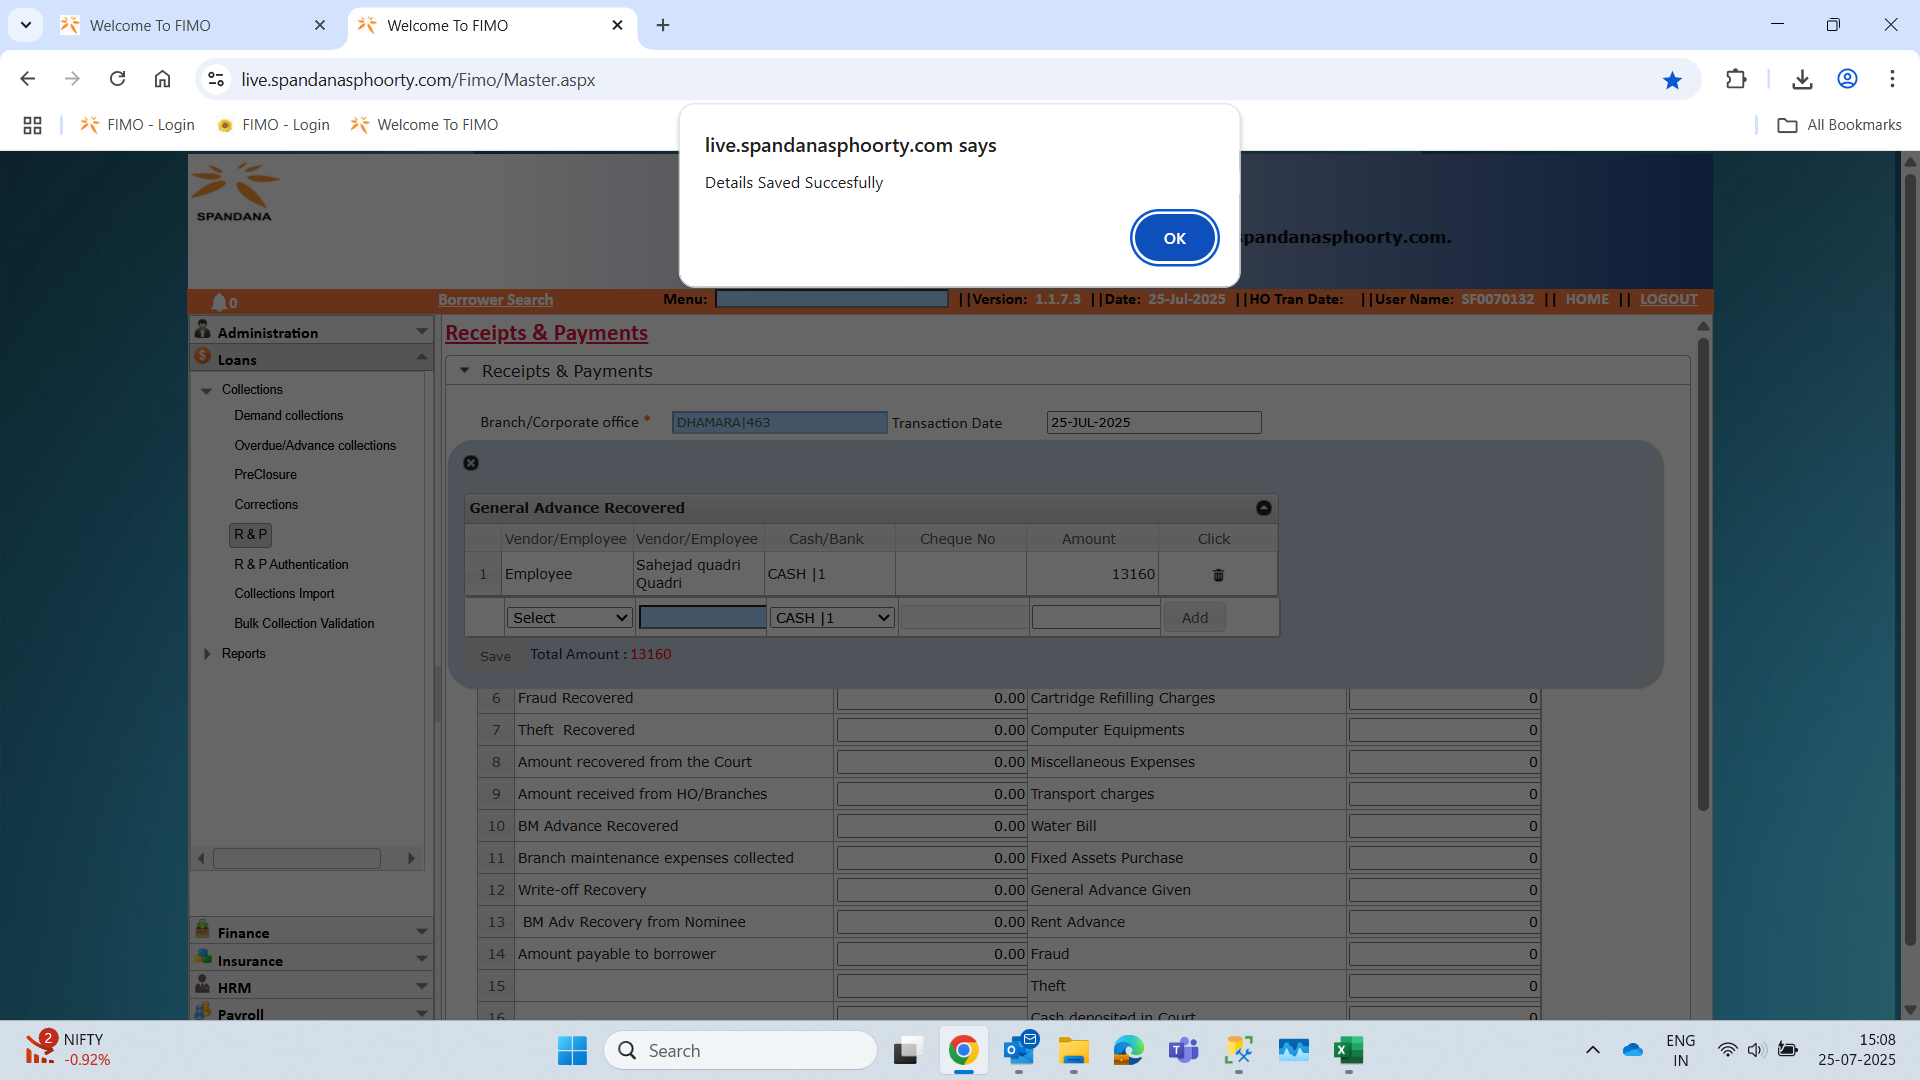 Welcome To FIMO
Welcome To FIMO
live.spandanasphoorty.com/Fimo/Master.aspx
FIMO - Login
FIMO - Login
Welcome To FIMO
All Bookmarks
live.spandanasphoorty.com says
Details Saved Succesfully
OK
SPANDANA
spandanasphoorty.com.
0
Borrower Search
Menu:
||Version: 1.1.7.3 ||Date: 25-Jul-2025 ||HO Tran Date: ||User Name: SF0070132 || HOME || LOGOUT
Administration
Loans
Collections
Demand collections
Overdue/Advance collections
PreClosure
Corrections
R & P
R & P Authentication
Collections Import
Bulk Collection Validation
Reports
Finance
Insurance
HRM
Payroll
Receipts & Payments
Receipts & Payments
Branch/Corporate office * DHAMARA|463 Transaction Date 25-JUL-2025
General Advance Recovered
Vendor/Employee Vendor/Employee Cash/Bank Cheque No Amount Click
1 Employee Sahejad quadri Quadri CASH |1 13160
Select CASH |1 Add
Save Total Amount : 13160
6 Fraud Recovered 0.00 Cartridge Refilling Charges 0
7 Theft Recovered 0.00 Computer Equipments 0
8 Amount recovered from the Court 0.00 Miscellaneous Expenses 0
9 Amount received from HO/Branches 0.00 Transport charges 0
10 BM Advance Recovered 0.00 Water Bill 0
11 Branch maintenance expenses collected 0.00 Fixed Assets Purchase 0
12 Write-off Recovery 0.00 General Advance Given 0
13 BM Adv Recovery from Nominee 0.00 Rent Advance 0
14 Amount payable to borrower 0.00 Fraud 0
15 Theft 0
16 Cash deposited in Court 0
2
NIFTY
-0.92%
Search
ENG
IN
15:08
25-07-2025